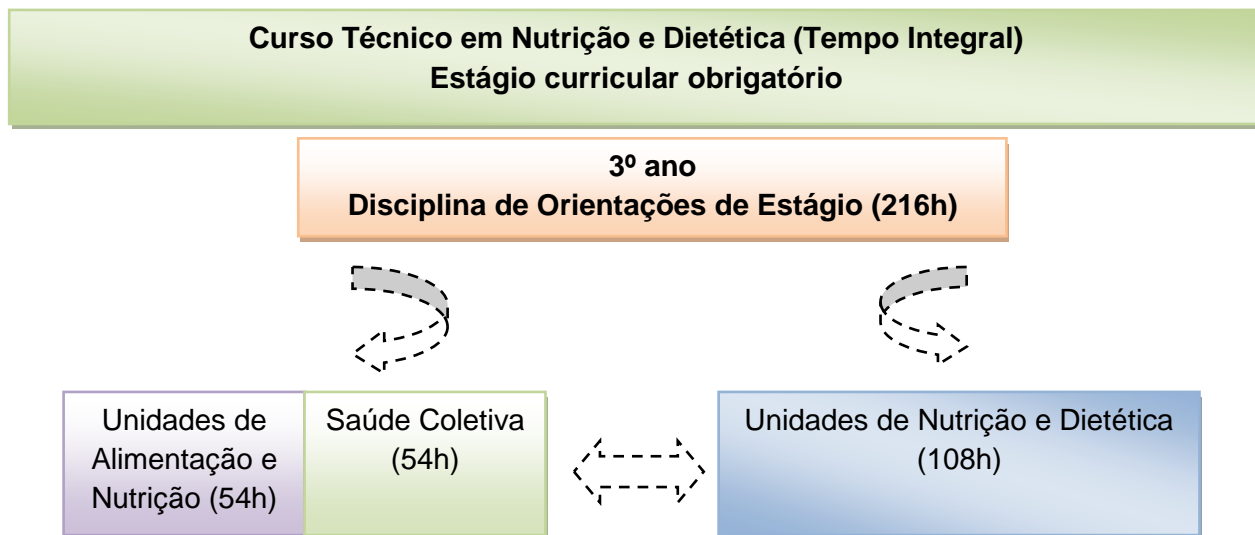 Curso Técnico em Nutrição e Dietética (Tempo Integral)
Estágio curricular obrigatório
3º ano
Disciplina de Orientações de Estágio (216h)
Unidades de
Alimentação e
Nutrição (54h)
Saúde Coletiva
(54h)
Unidades de Nutrição e Dietética
(108h)